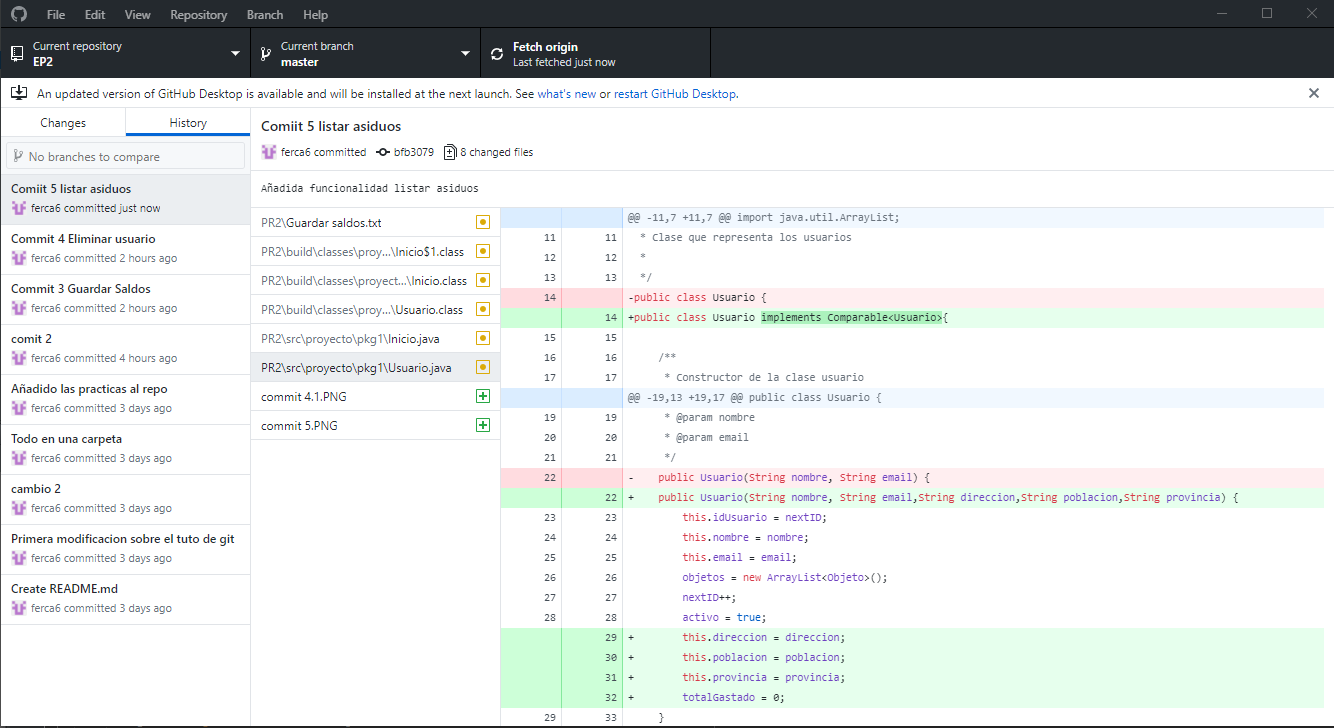 File Edit View Repository Branch Help
Current repository
EP2
Current branch
master
Fetch origin
Last fetched just now
An updated version of GitHub Desktop is available and will be installed at the next launch. See what's new or restart GitHub Desktop.
Changes
History
No branches to compare
Comiit 5 listar asiduos
ferca6 committed just now
Commit 4 Eliminar usuario
ferca6 committed 2 hours ago
Commit 3 Guardar Saldos
ferca6 committed 2 hours ago
comit 2
ferca6 committed 4 hours ago
Añadido las practicas al repo
ferca6 committed 3 days ago
Todo en una carpeta
ferca6 committed 3 days ago
cambio 2
ferca6 committed 3 days ago
Primera modificacion sobre el tuto de git
ferca6 committed 3 days ago
Create README.md
ferca6 committed 3 days ago
Comiit 5 listar asiduos
ferca6 committed bfb3079 8 changed files
Añadida funcionalidad listar asiduos
PR2\Guardar saldos.txt
PR2\build\classes\proy...\Inicio$1.class
PR2\build\classes\proyect...\Inicio.class
PR2\build\classes\proy...\Usuario.class
PR2\src\proyecto\pkg1\Inicio.java
PR2\src\proyecto\pkg1\Usuario.java
commit 4.1.PNG
commit 5.PNG
@@ -11,7 +11,7 @@ import java.util.ArrayList;
11 11 * Clase que representa los usuarios
12 12 *
13 13 */
14 -public class Usuario {
14 +public class Usuario implements Comparable<Usuario>{
15 15
16 16 /**
17 17 * Constructor de la clase usuario
@@ -19,13 +19,17 @@ public class Usuario {
19 19 * @param nombre
20 20 * @param email
21 21 */
22 - public Usuario(String nombre, String email) {
22 + public Usuario(String nombre, String email,String direccion,String poblacion,String provincia) {
23 23 this.idUsuario = nextID;
24 24 this.nombre = nombre;
25 25 this.email = email;
26 26 objetos = new ArrayList<Objeto>();
27 27 nextID++;
28 28 activo = true;
29 + this.direccion = direccion;
30 + this.poblacion = poblacion;
31 + this.provincia = provincia;
32 + totalGastado = 0;
29 33 }